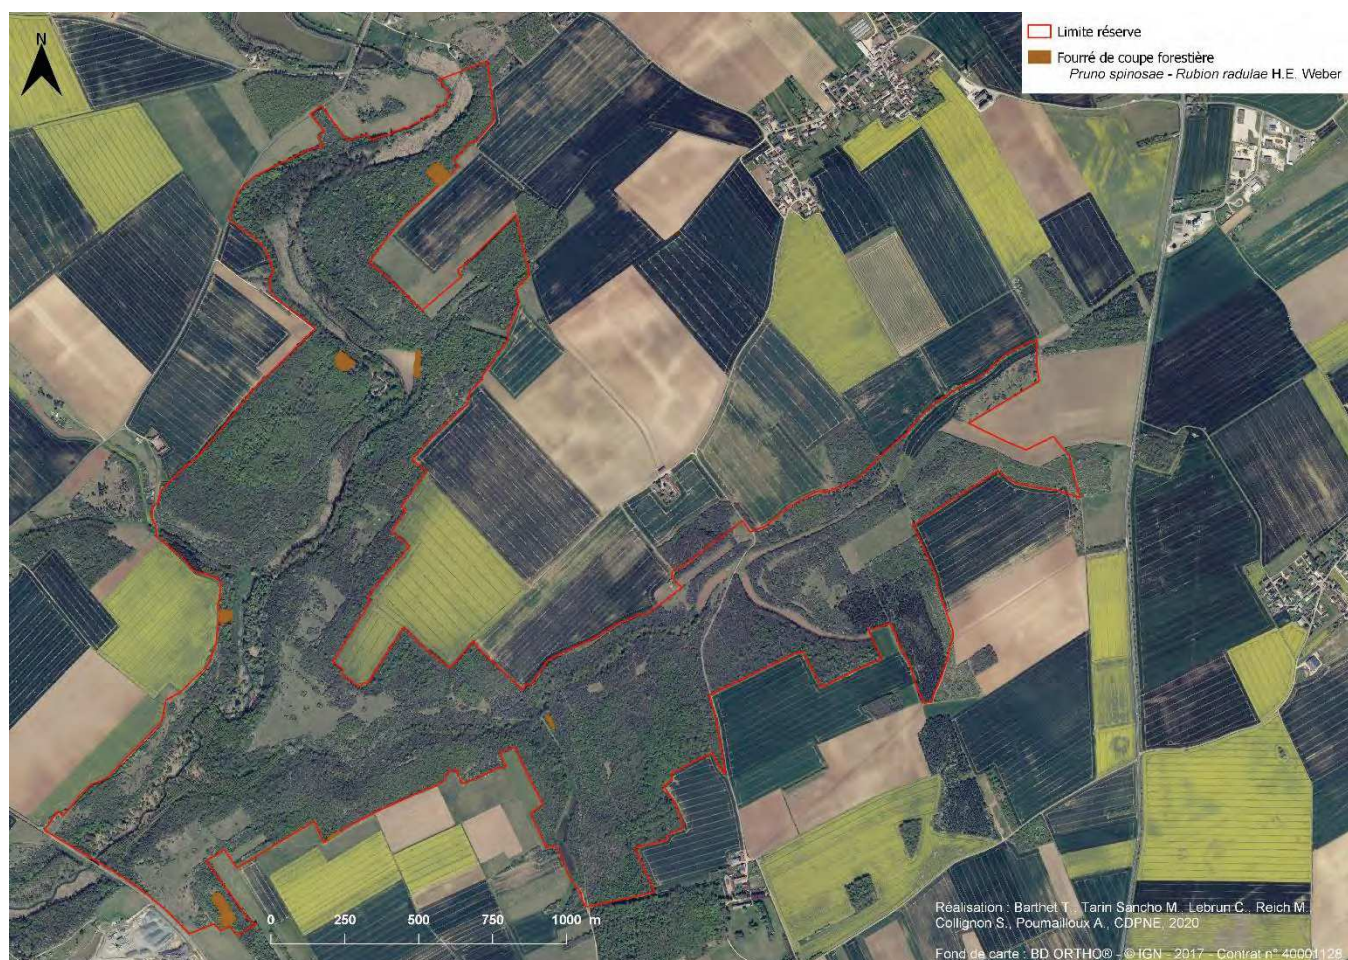 N
Limite réserve
Fourré de coupe forestière
Pruno spinosae - Rubion radulae H.E. Weber
0 250 500 750 1000 m
Réalisation : Barthet T., Tarin Sancho M., Lebrun C., Reich M.,
Collignon S., Poumailloux A., CDPNE, 2020
Fond de carte : BD ORTHO® - © IGN - 2017 - Contrat n° 40001128